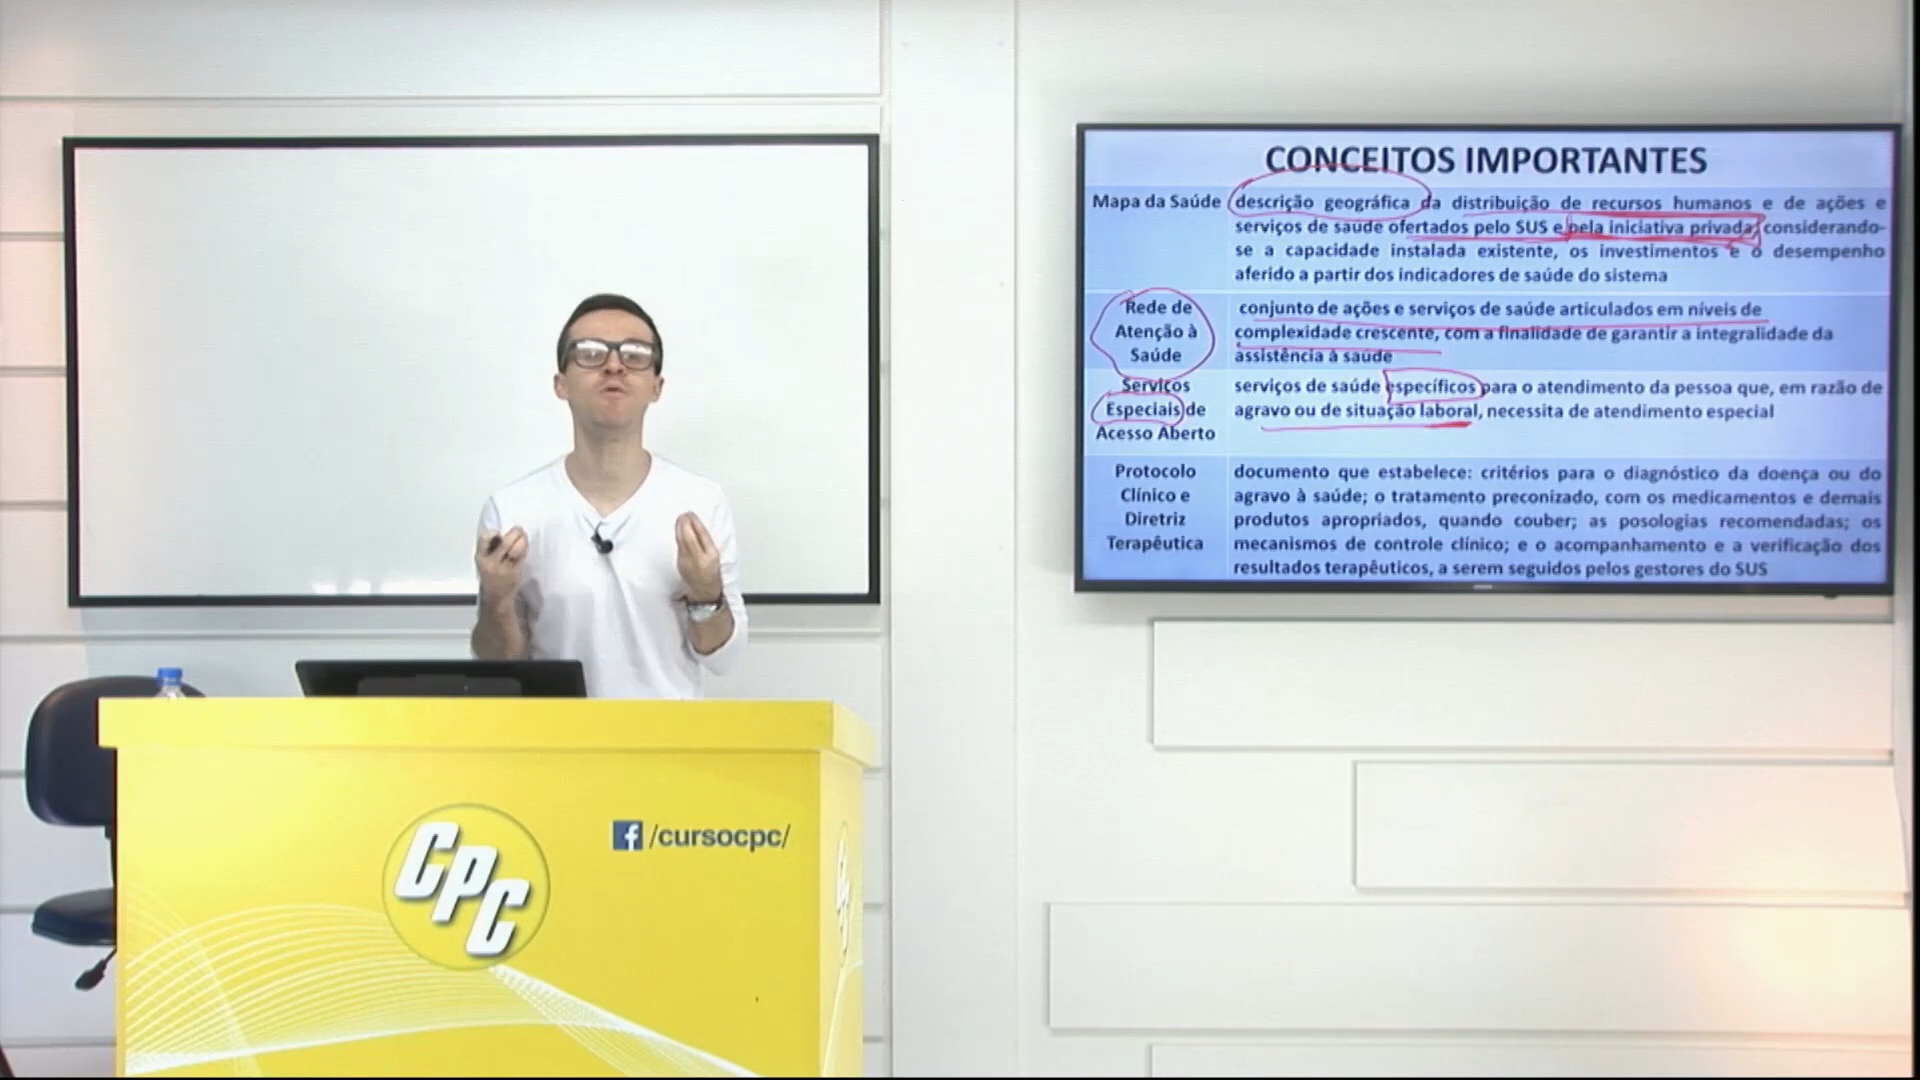 CONCEITOS IMPORTANTES
Mapa da Saúde
descrição geográfica da distribuição de recursos humanos e de ações e
serviços de saúde ofertados pelo SUS e pela iniciativa privada, considerando-
se a capacidade instalada existente, os investimentos e o desempenho
aferido a partir dos indicadores de saúde do sistema
Rede de
Atenção à
Saúde
conjunto de ações e serviços de saúde articulados em níveis de
complexidade crescente, com a finalidade de garantir a integralidade da
assistência à saúde
Serviços
Especiais de
Acesso Aberto
serviços de saúde específicos para o atendimento da pessoa que, em razão de
agravo ou de situação laboral, necessita de atendimento especial
Protocolo
Clínico e
Diretriz
Terapêutica
documento que estabelece: critérios para o diagnóstico da doença ou do
agravo à saúde; o tratamento preconizado, com os medicamentos e demais
produtos apropriados, quando couber; as posologias recomendadas; os
mecanismos de controle clínico; e o acompanhamento e a verificação dos
resultados terapêuticos, a serem seguidos pelos gestores do SUS
CPC
f /cursocpc/